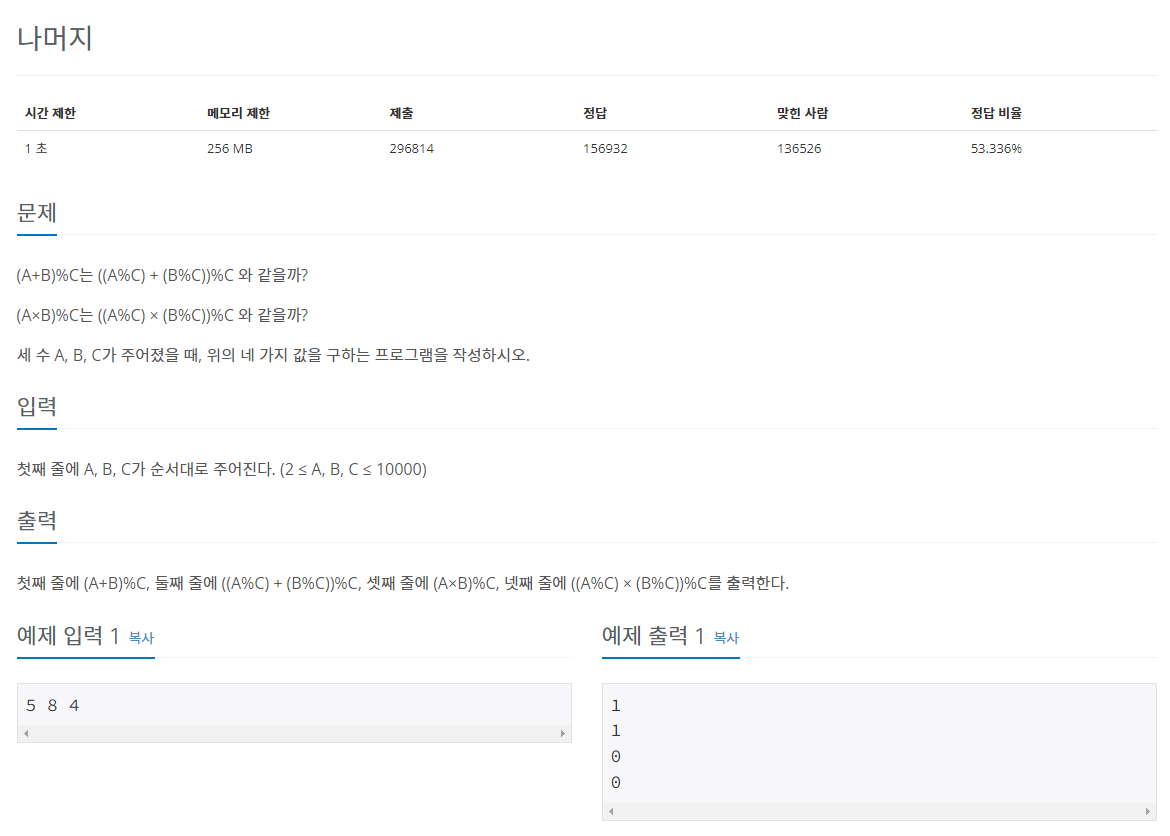 나머지
시간 제한 메모리 제한 제출 정답 맞힌 사람 정답 비율
1 초 256 MB 296814 156932 136526 53.336%
문제
(A+B)%C는 ((A%C) + (B%C))%C 와 같을까?
(A×B)%C는 ((A%C) × (B%C))%C 와 같을까?
세 수 A, B, C가 주어졌을 때, 위의 네 가지 값을 구하는 프로그램을 작성하시오.
입력
첫째 줄에 A, B, C가 순서대로 주어진다. (2 ≤ A, B, C ≤ 10000)
출력
첫째 줄에 (A+B)%C, 둘째 줄에 ((A%C) + (B%C))%C, 셋째 줄에 (A×B)%C, 넷째 줄에 ((A%C) × (B%C))%C를 출력한다.
예제 입력 1 복사
5 8 4
예제 출력 1 복사
1
1
0
0